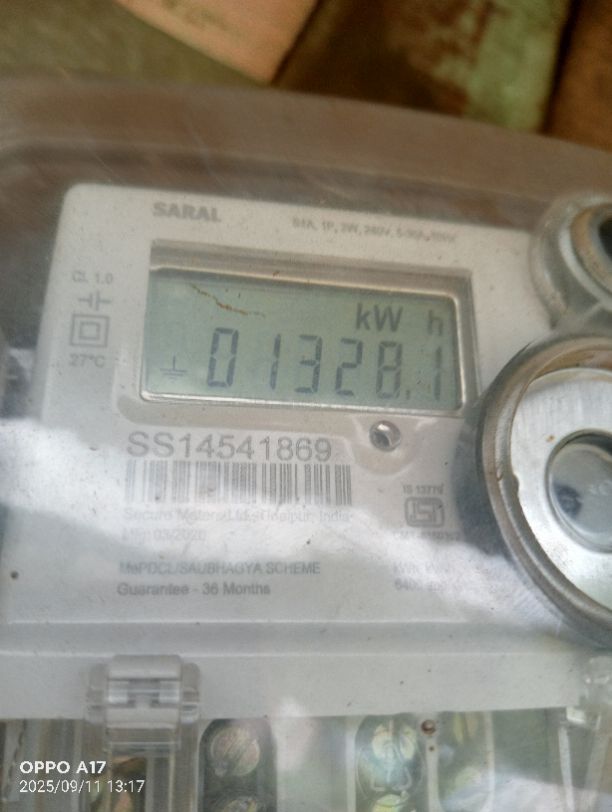 SARAL
CL 1.0
27°C
kW h
01328.1
SS14541869
Secure Meters Ltd., Udaipur, India
MePDCL/SAUBHAGYA SCHEME
Guarantee - 36 Months
OPPO A17
2025/09/11 13:17